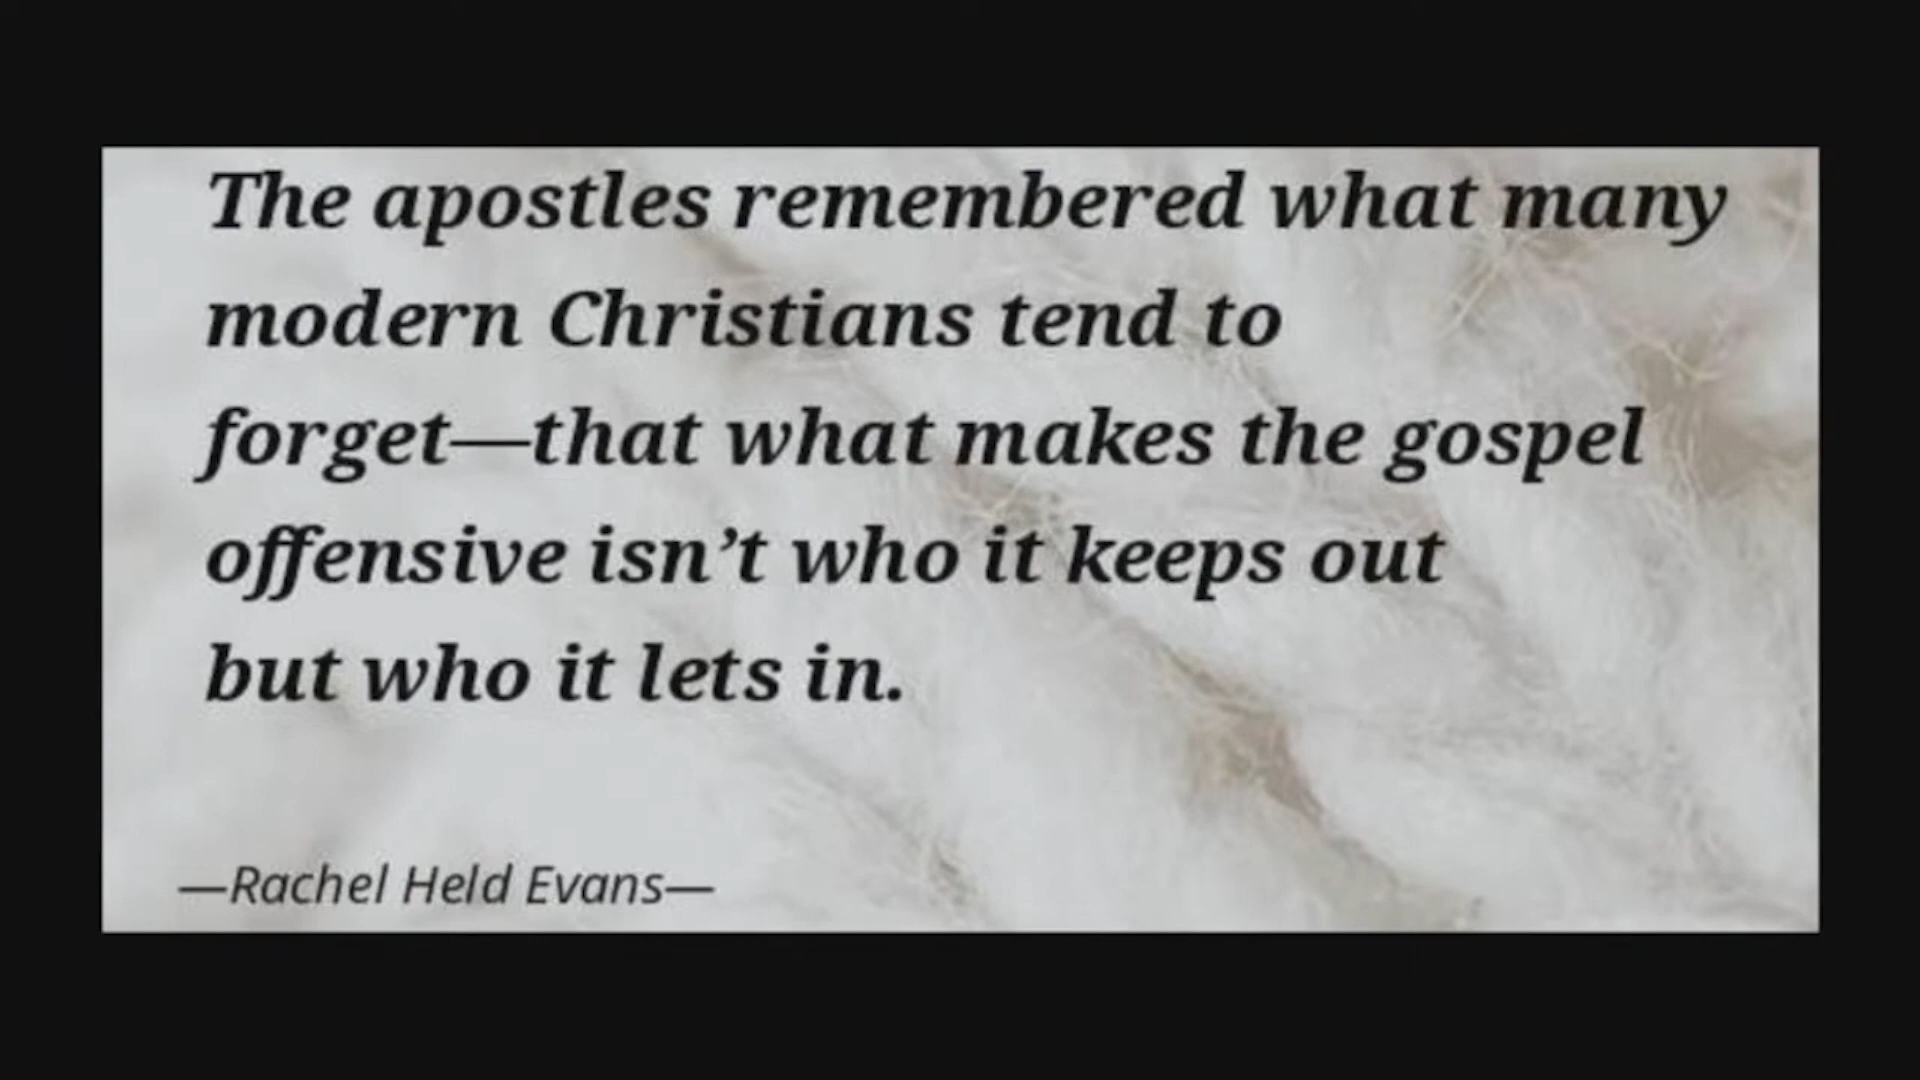 The apostles remembered what many
modern Christians tend to
forget—that what makes the gospel
offensive isn’t who it keeps out
but who it lets in.
—Rachel Held Evans—